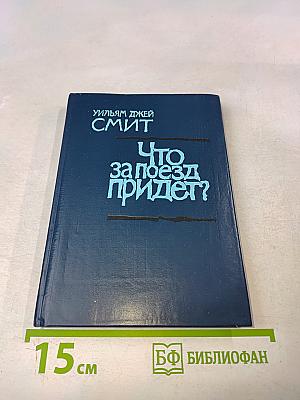 УИЛЬЯМ ДЖЕЙ
СМИТ
ЧТО
ЗА ПОЕЗД
ПРИДЕТ?
15 см
БФ БИБЛИОФАН